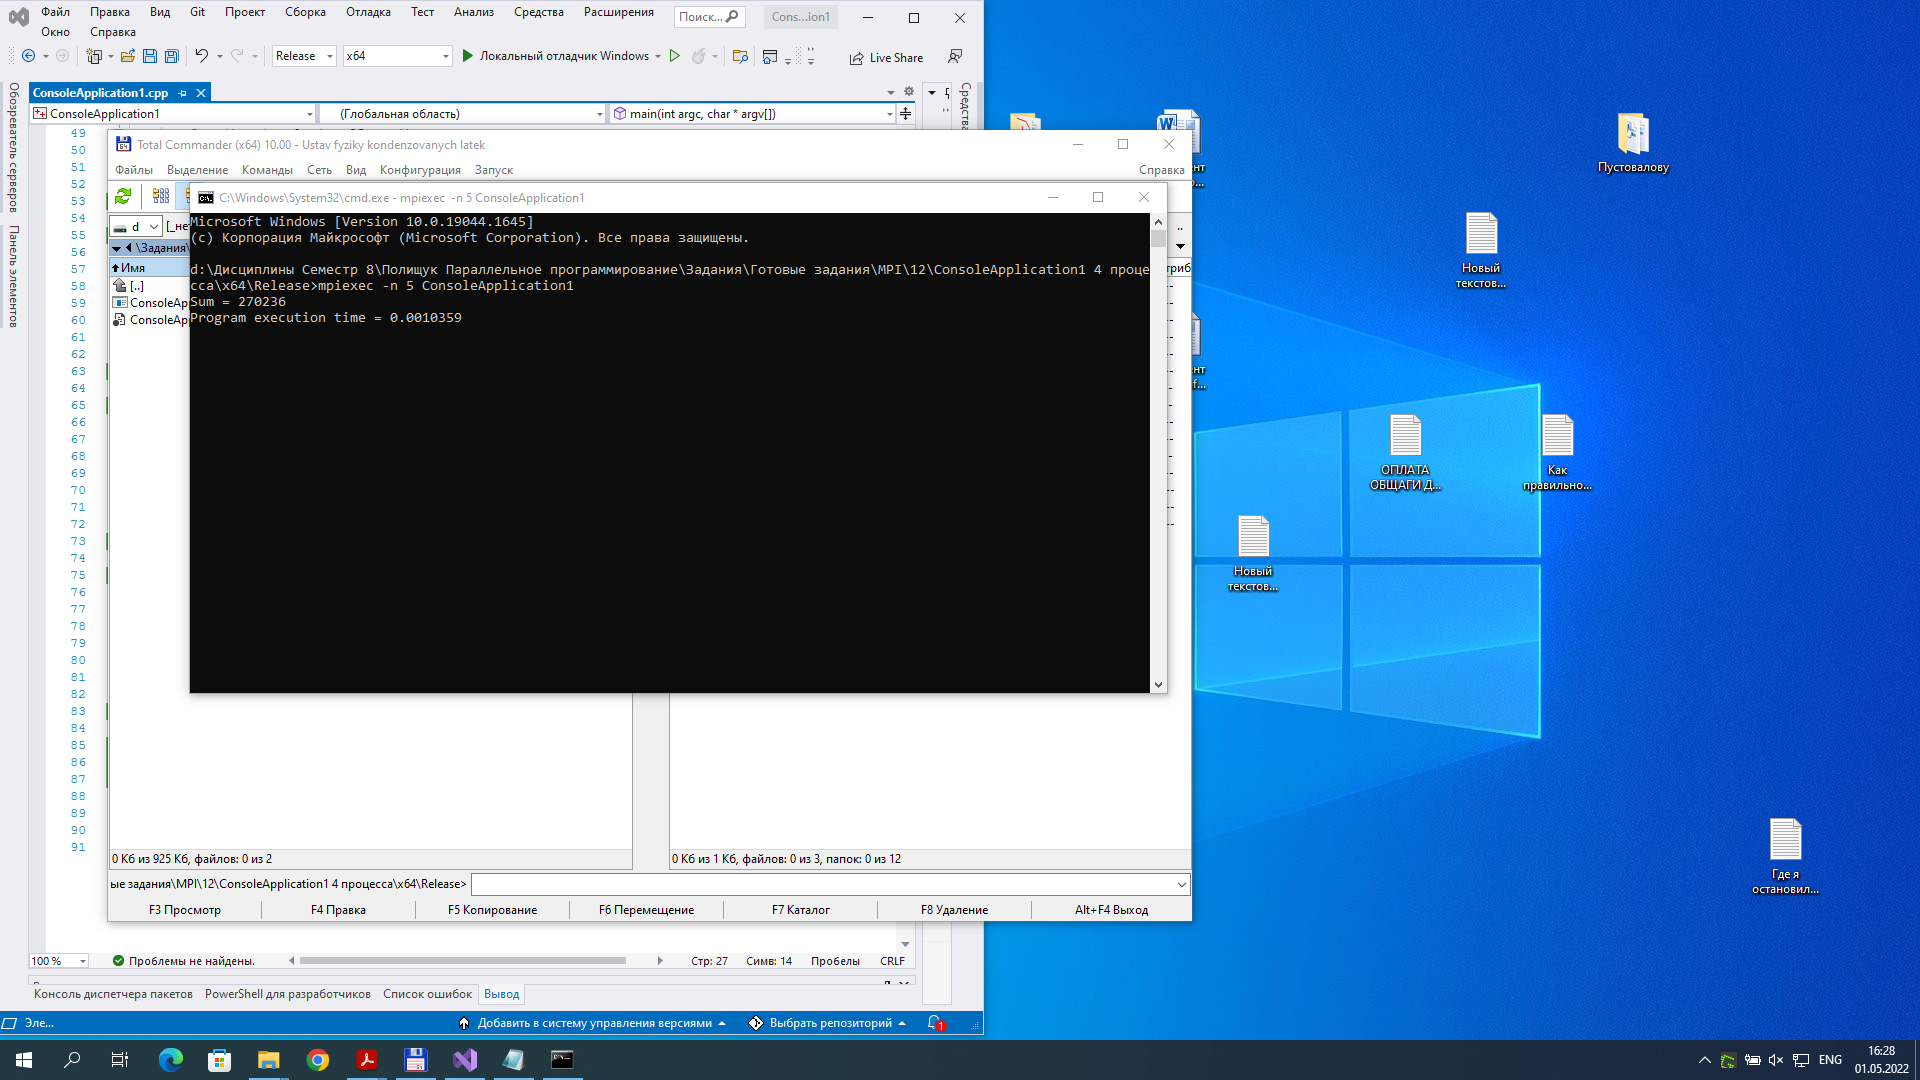 Файл Правка Вид Git Проект Сборка Отладка Тест Анализ Средства Расширения
Окно Справка
Поиск...
Cons...ion1
Release x64 Локальный отладчик Windows
Live Share
Обозреватель серверов
Панель элементов
ConsoleApplication1.cpp
ConsoleApplication1 (Глобальная область) main(int argc, char * argv[])
49
50
51
52
53
54
55
56
57
58
59
60
61
62
63
64
65
66
67
68
69
70
71
72
73
74
75
76
77
78
79
80
81
82
83
84
85
86
87
88
89
90
91
Total Commander (x64) 10.00 - Ustav fyziky kondenzovanych latek
Файлы Выделение Команды Сеть Вид Конфигурация Запуск
Справка
d
\Задания\
Имя
[..]
ConsoleAp
ConsoleAp
C:\Windows\System32\cmd.exe - mpiexec -n 5 ConsoleApplication1
Microsoft Windows [Version 10.0.19044.1645]
(c) Корпорация Майкрософт (Microsoft Corporation). Все права защищены.
d:\Дисциплины Семестр 8\Полищук Параллельное программирование\Задания\Готовые задания\MPI\12\ConsoleApplication1 4 проце
сса\x64\Release>mpiexec -n 5 ConsoleApplication1
Sum = 270236
Program execution time = 0.0010359
0 Кб из 925 Кб, файлов: 0 из 2
0 Кб из 1 Кб, файлов: 0 из 3, папок: 0 из 12
ые задания\MPI\12\ConsoleApplication1 4 процесса\x64\Release>
F3 Просмотр F4 Правка F5 Копирование F6 Перемещение F7 Каталог F8 Удаление Alt+F4 Выход
100 % Проблемы не найдены. Стр: 27 Симв: 14 Пробелы CRLF
Консоль диспетчера пакетов PowerShell для разработчиков Список ошибок Вывод
Эле... Добавить в систему управления версиями Выбрать репозиторий 1
Пустовалову
Новый
текстов...
ОПЛАТА
ОБЩАГИ Д...
Как
правильно...
Новый
текстов...
Где я
остановил...
ENG
16:28
01.05.2022